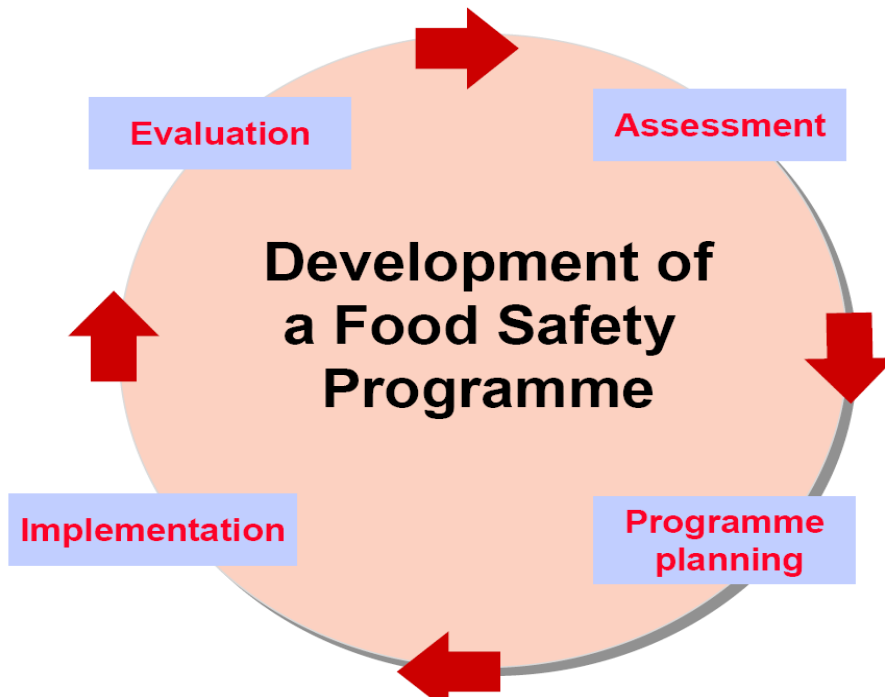 Evaluation
Assessment
Development of
a Food Safety
Programme
Implementation
Programme
planning